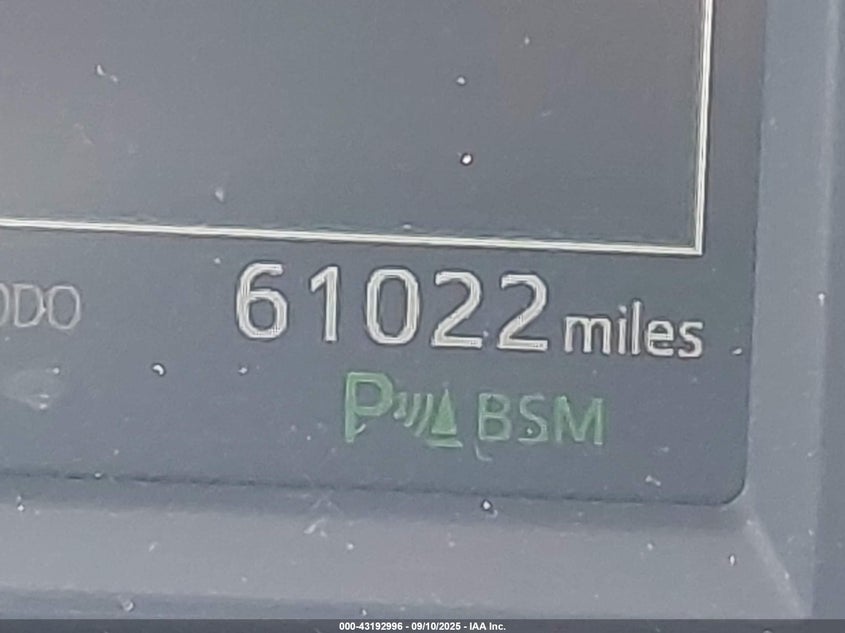 ODO 61022 miles
P BSM
000-43192996 - 09/10/2025 - IAA Inc.